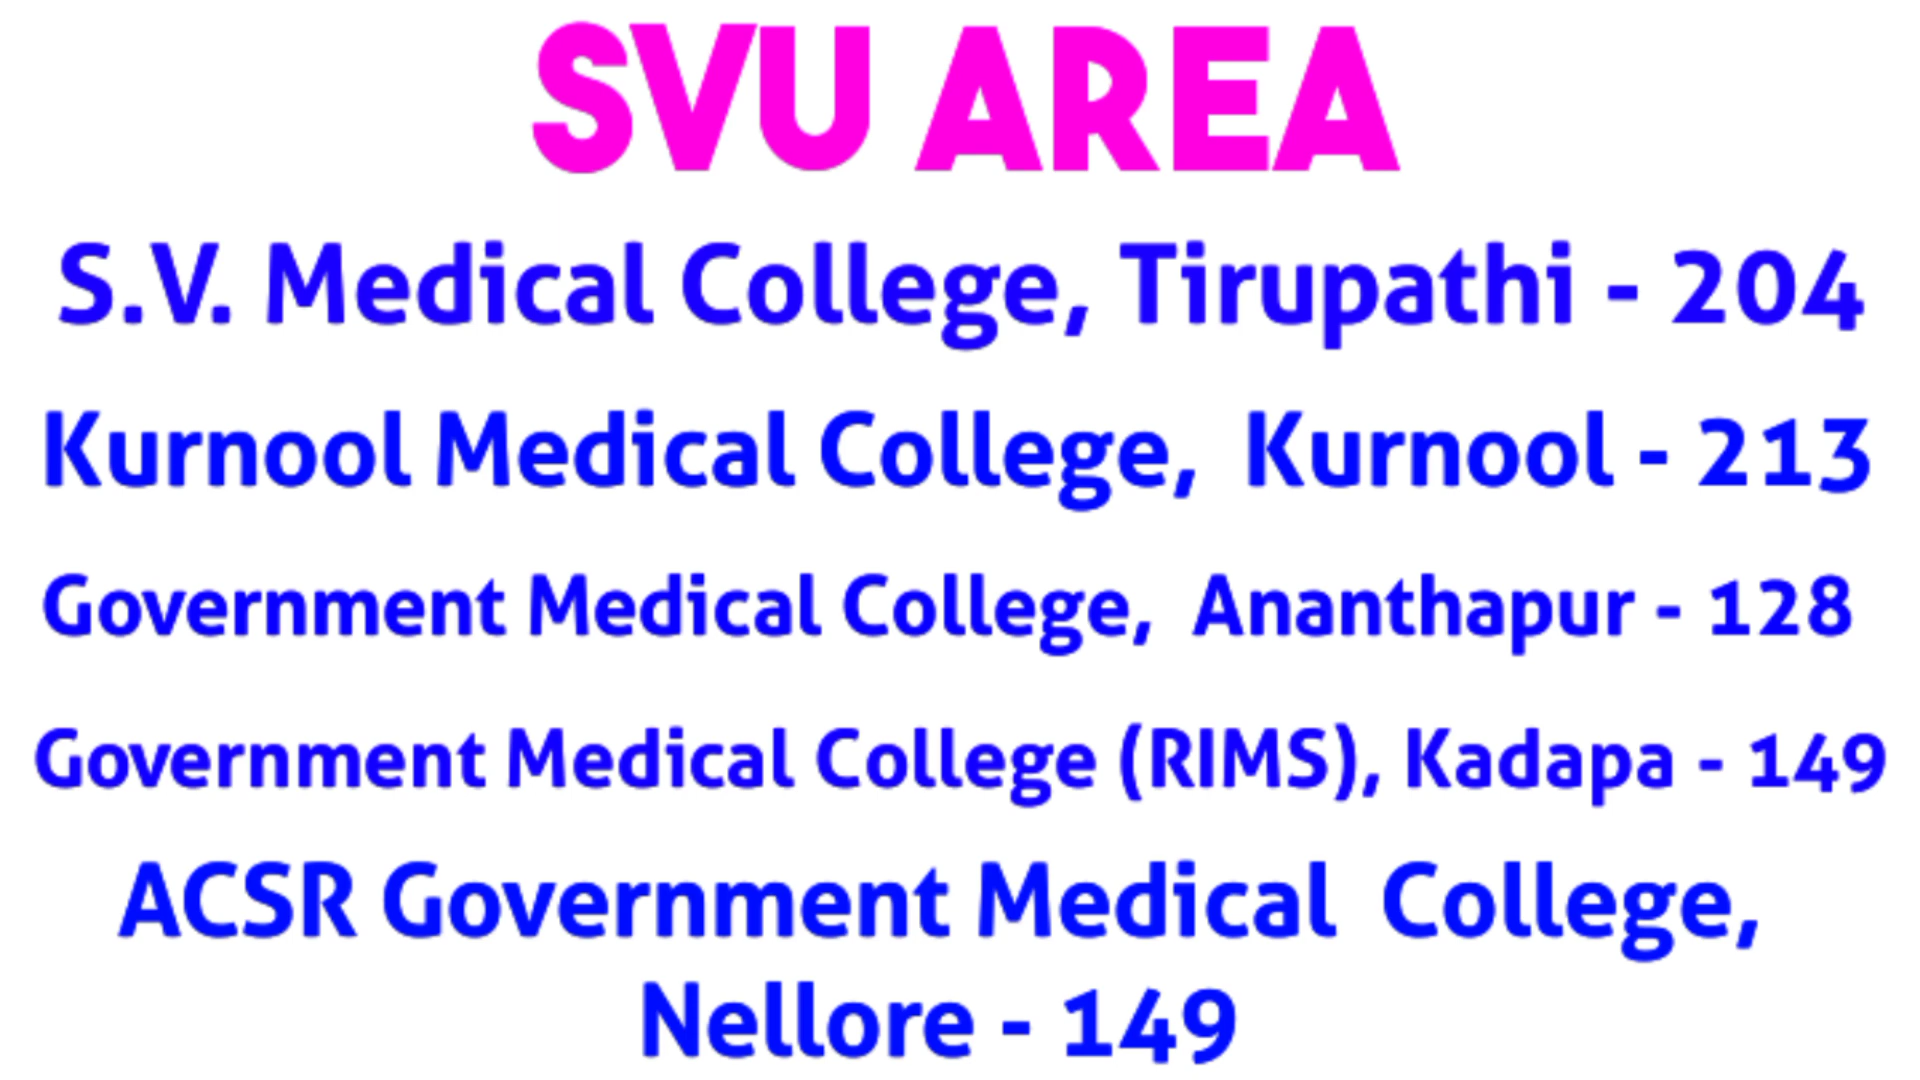 SVU AREA
S.V. Medical College, Tirupathi - 204
Kurnool Medical College, Kurnool - 213
Government Medical College, Ananthapur - 128
Government Medical College (RIMS), Kadapa - 149
ACSR Government Medical College,
Nellore - 149